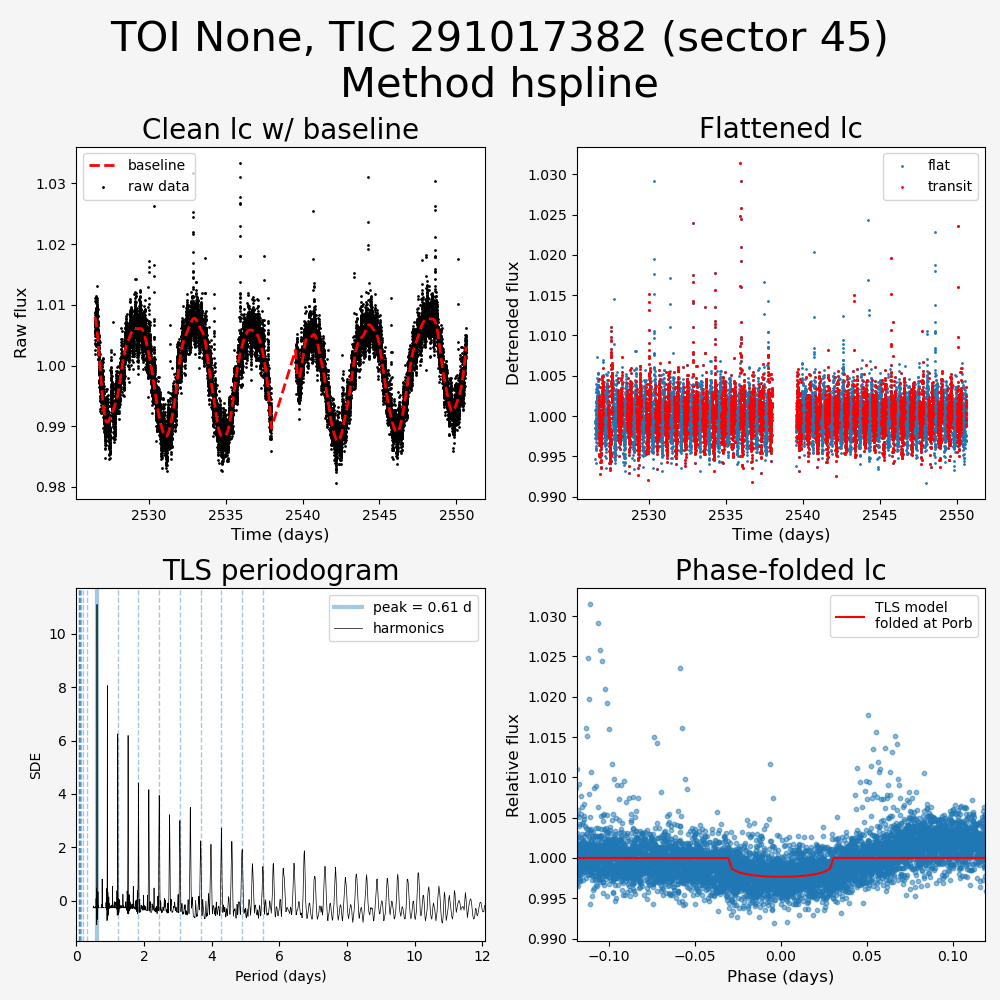 TOI None, TIC 291017382 (sector 45)
Method hspline
Clean lc w/ baseline
baseline
raw data
1.03
1.02
1.01
1.00
0.99
0.98
Raw flux
2530
2535
2540
2545
2550
Time (days)
Flattened lc
flat
transit
1.030
1.025
1.020
1.015
1.010
1.005
1.000
0.995
0.990
Detrended flux
2530
2535
2540
2545
2550
Time (days)
TLS periodogram
peak = 0.61 d
harmonics
10
8
6
4
2
0
SDE
0
2
4
6
8
10
12
Period (days)
Phase-folded lc
TLS model
folded at Porb
1.030
1.025
1.020
1.015
1.010
1.005
1.000
0.995
0.990
Relative flux
−0.10
−0.05
0.00
0.05
0.10
Phase (days)